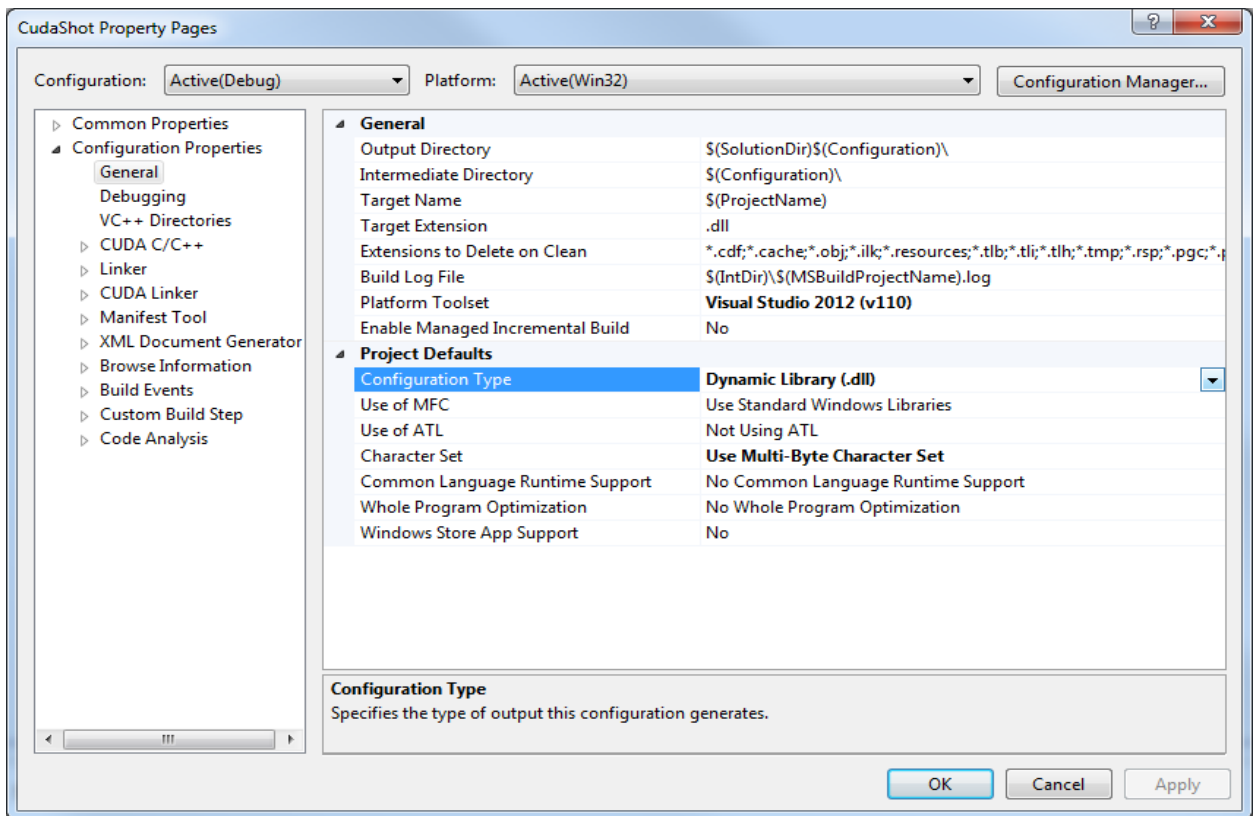 CudaShot Property Pages
Configuration: Active(Debug) Platform: Active(Win32) Configuration Manager...
Common Properties
Configuration Properties
General
Debugging
VC++ Directories
CUDA C/C++
Linker
CUDA Linker
Manifest Tool
XML Document Generator
Browse Information
Build Events
Custom Build Step
Code Analysis
General
Output Directory $(SolutionDir)$(Configuration)\
Intermediate Directory $(Configuration)\
Target Name $(ProjectName)
Target Extension .dll
Extensions to Delete on Clean *.cdf;*.cache;*.obj;*.ilk;*.resources;*.tlb;*.tli;*.tlh;*.tmp;*.rsp;*.pgc;*.p
Build Log File $(IntDir)\$(MSBuildProjectName).log
Platform Toolset Visual Studio 2012 (v110)
Enable Managed Incremental Build No
Project Defaults
Configuration Type Dynamic Library (.dll)
Use of MFC Use Standard Windows Libraries
Use of ATL Not Using ATL
Character Set Use Multi-Byte Character Set
Common Language Runtime Support No Common Language Runtime Support
Whole Program Optimization No Whole Program Optimization
Windows Store App Support No
Configuration Type
Specifies the type of output this configuration generates.
OK Cancel Apply